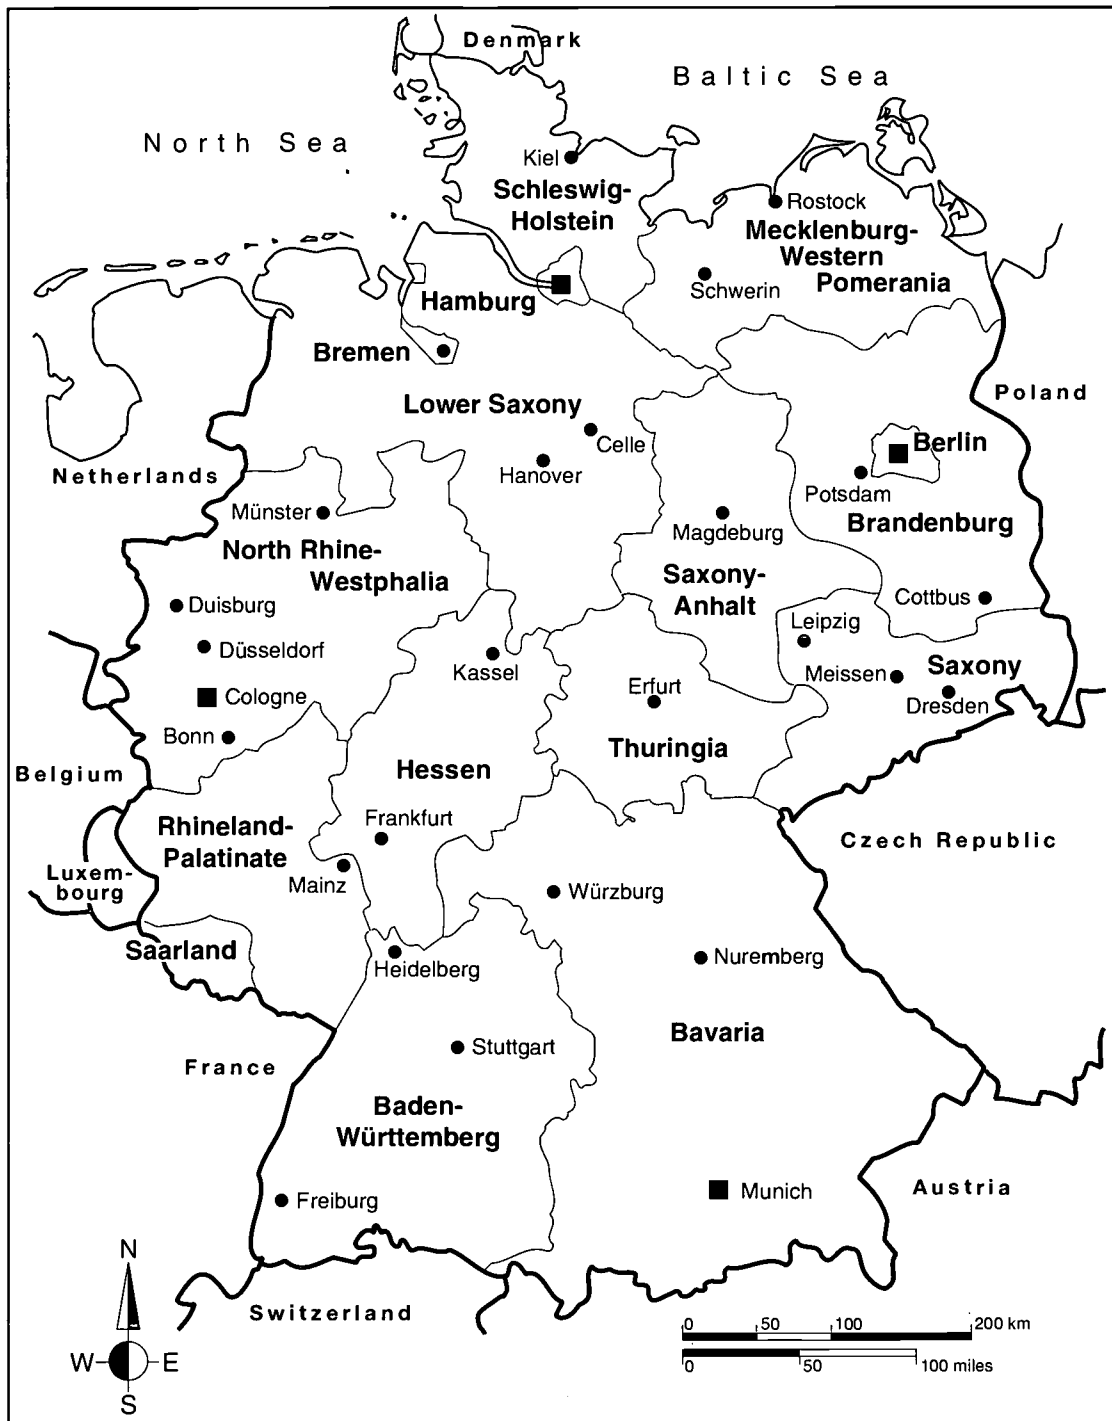 Denmark
Baltic Sea
North Sea
Kiel
Schleswig-
Holstein
Rostock
Mecklenburg-
Western
Pomerania
Schwerin
Hamburg
Bremen
Poland
Lower Saxony
Celle
Berlin
Netherlands
Hanover
Potsdam
Münster
Magdeburg
Brandenburg
North Rhine-
Westphalia
Saxony-
Anhalt
Duisburg
Cottbus
Leipzig
Düsseldorf
Kassel
Meissen
Saxony
Erfurt
Cologne
Dresden
Bonn
Thuringia
Hessen
Belgium
Frankfurt
Rhineland-
Palatinate
Czech Republic
Luxem-
bourg
Mainz
Würzburg
Saarland
Heidelberg
Nuremberg
Bavaria
Stuttgart
France
Baden-
Württemberg
Munich
Austria
Freiburg
N
W E
S
Switzerland
0 50 100 200 km
0 50 100 miles